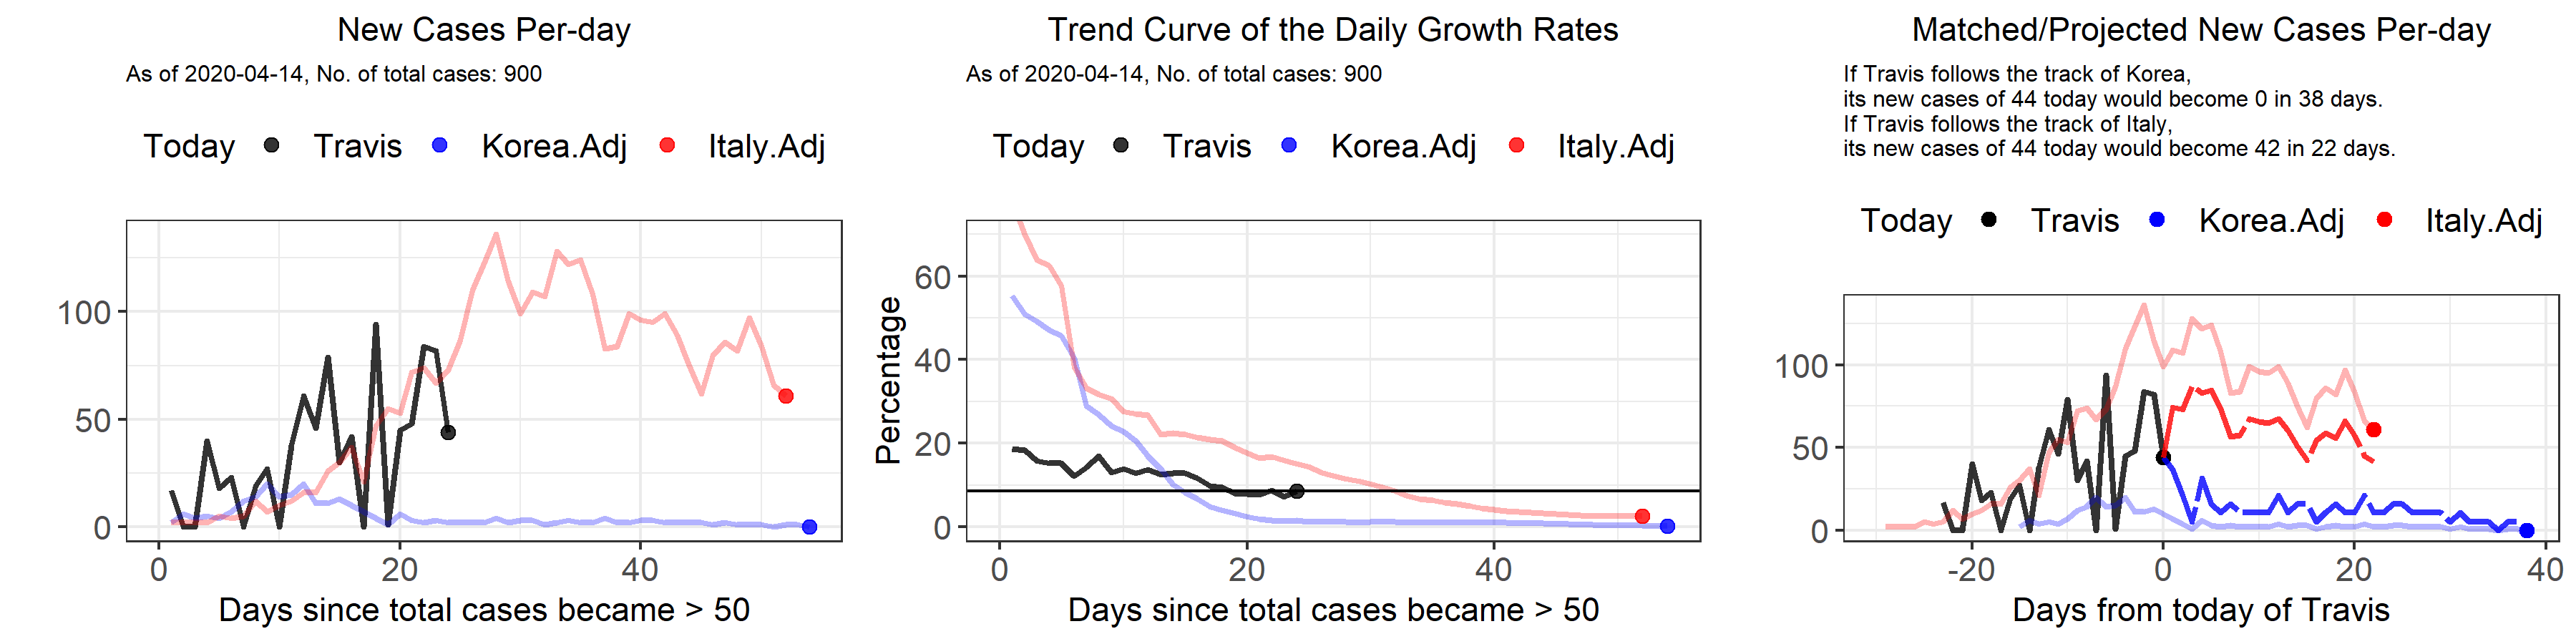 New Cases Per-day
As of 2020-04-14, No. of total cases: 900
Today Travis Korea.Adj Italy.Adj
100
50
0
0 20 40
Days since total cases became > 50
Trend Curve of the Daily Growth Rates
As of 2020-04-14, No. of total cases: 900
Today Travis Korea.Adj Italy.Adj
Percentage
60
40
20
0
0 20 40
Days since total cases became > 50
Matched/Projected New Cases Per-day
If Travis follows the track of Korea,
its new cases of 44 today would become 0 in 38 days.
If Travis follows the track of Italy,
its new cases of 44 today would become 42 in 22 days.
Today Travis Korea.Adj Italy.Adj
100
50
0
-20 0 20 40
Days from today of Travis